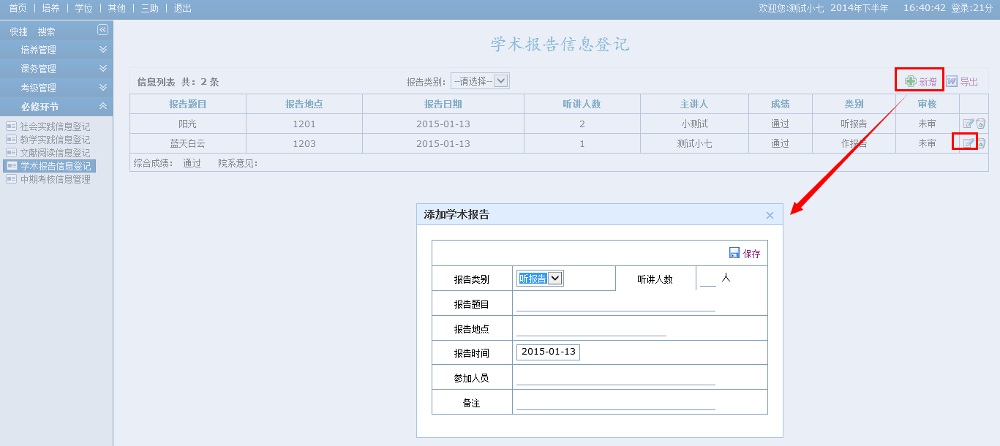 首页 | 培养 | 学位 | 其他 | 三助 | 退出 欢迎您:测试小七 2014年下半年 16:40:42 登录:21分
快捷 搜索
培养管理
课务管理
考级管理
必修环节
社会实践信息登记
教学实践信息登记
文献阅读信息登记
学术报告信息登记
中期考核信息管理
学术报告信息登记
信息列表 共: 2 条 报告类别: --请选择-- 新增 导出
报告题目 报告地点 报告日期 听讲人数 主讲人 成绩 类别 审核
阳光 1201 2015-01-13 2 小测试 通过 听报告 未审
蓝天白云 1203 2015-01-13 1 测试小七 通过 作报告 未审
综合成绩: 通过 院系意见:
添加学术报告
保存
报告类别 听报告 听讲人数 人
报告题目
报告地点
报告时间 2015-01-13
参加人员
备注